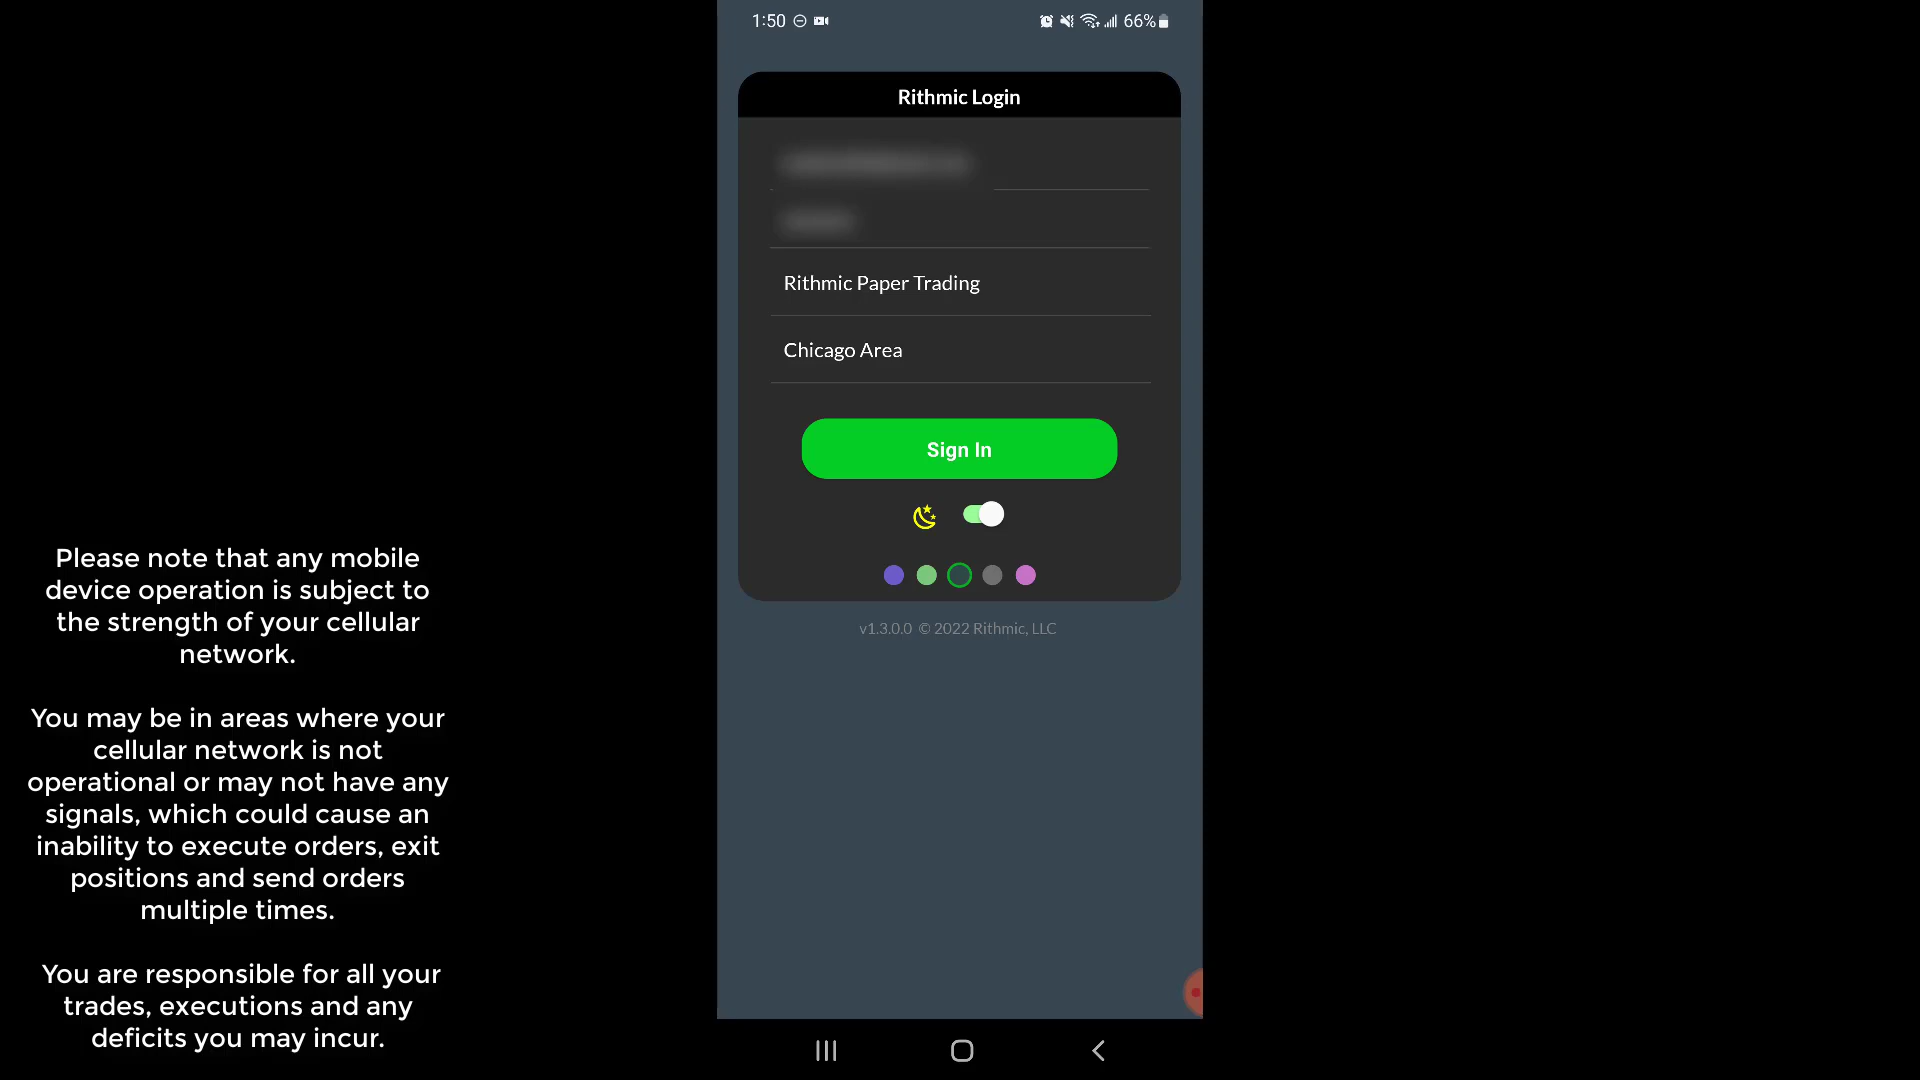 1:50
66%
Rithmic Login
Rithmic Paper Trading
Chicago Area
Sign In
v1.3.0.0 © 2022 Rithmic, LLC
Please note that any mobile
device operation is subject to
the strength of your cellular
network.
You may be in areas where your
cellular network is not
operational or may not have any
signals, which could cause an
inability to execute orders, exit
positions and send orders
multiple times.
You are responsible for all your
trades, executions and any
deficits you may incur.